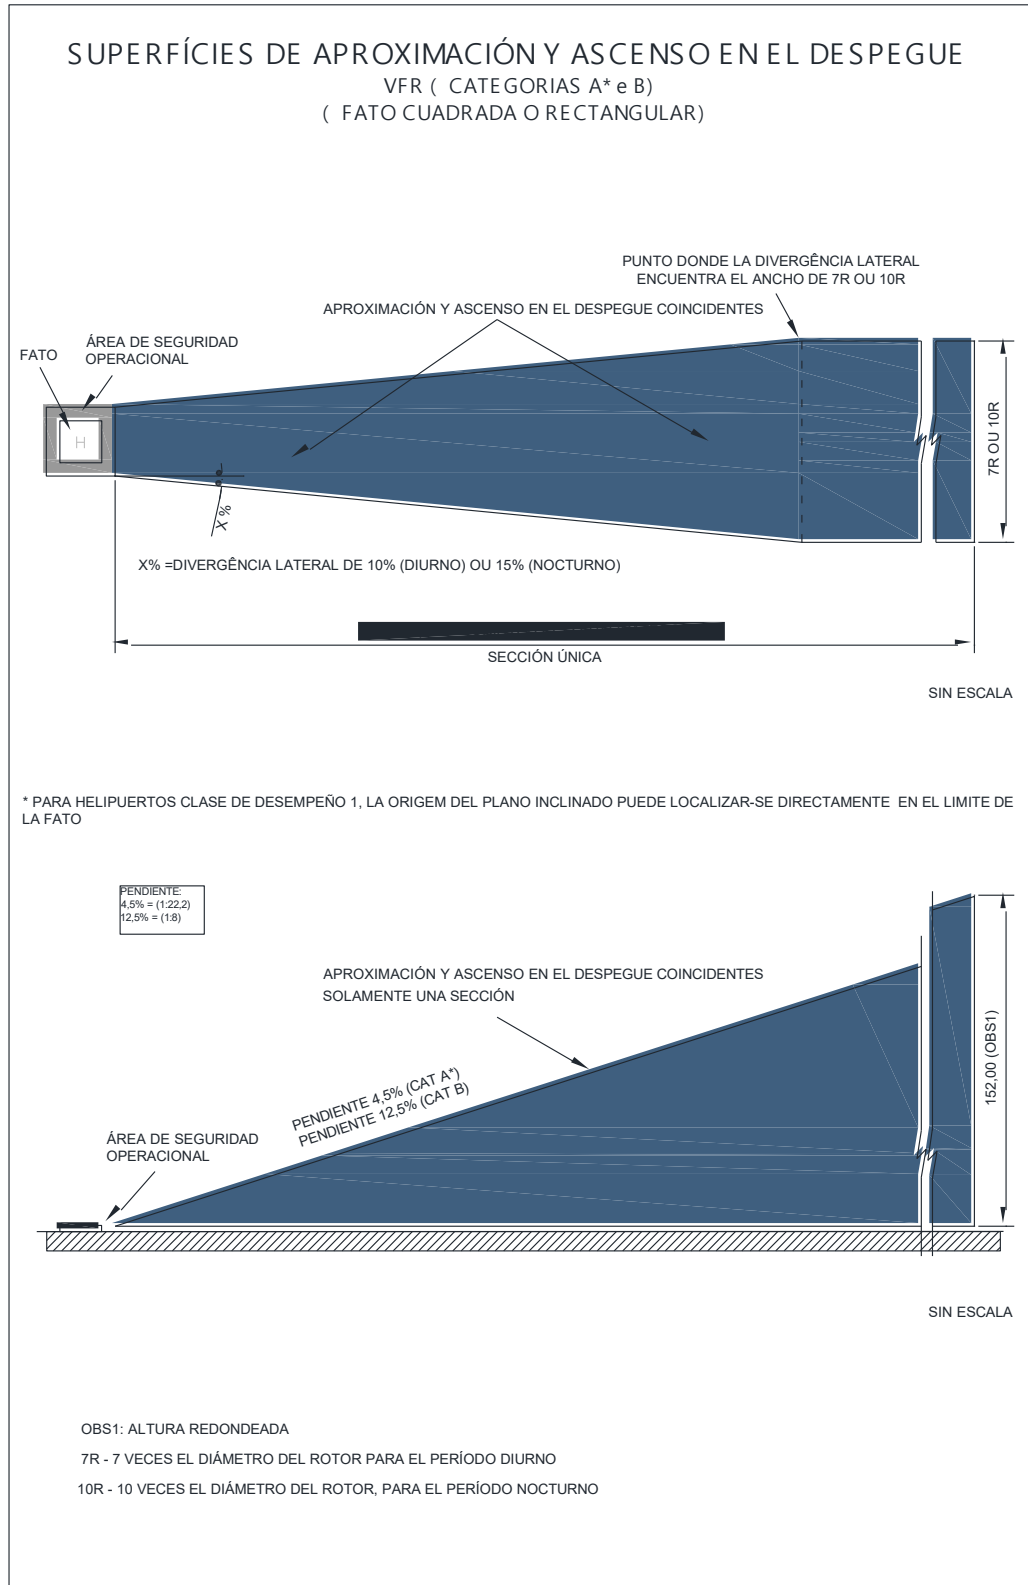 SUPERFÍCIES DE APROXIMACIÓN Y ASCENSO EN EL DESPEGUE
VFR ( CATEGORIAS A* e B)
( FATO CUADRADA O RECTANGULAR)
PUNTO DONDE LA DIVERGÊNCIA LATERAL
ENCUENTRA EL ANCHO DE 7R OU 10R
APROXIMACIÓN Y ASCENSO EN EL DESPEGUE COINCIDENTES
ÁREA DE SEGURIDAD
OPERACIONAL
FATO
H
7R OU 10R
X %
X% =DIVERGÊNCIA LATERAL DE 10% (DIURNO) OU 15% (NOCTURNO)
SECCIÓN ÚNICA
SIN ESCALA
* PARA HELIPUERTOS CLASE DE DESEMPEÑO 1, LA ORIGEM DEL PLANO INCLINADO PUEDE LOCALIZAR-SE DIRECTAMENTE EN EL LIMITE DE
LA FATO
PENDIENTE:
4,5% = (1:22,2)
12,5% = (1:8)
APROXIMACIÓN Y ASCENSO EN EL DESPEGUE COINCIDENTES
SOLAMENTE UNA SECCIÓN
152,00 (OBS1)
PENDIENTE 4,5% (CAT A*)
PENDIENTE 12,5% (CAT B)
ÁREA DE SEGURIDAD
OPERACIONAL
SIN ESCALA
OBS1: ALTURA REDONDEADA
7R - 7 VECES EL DIÁMETRO DEL ROTOR PARA EL PERÍODO DIURNO
10R - 10 VECES EL DIÁMETRO DEL ROTOR, PARA EL PERÍODO NOCTURNO